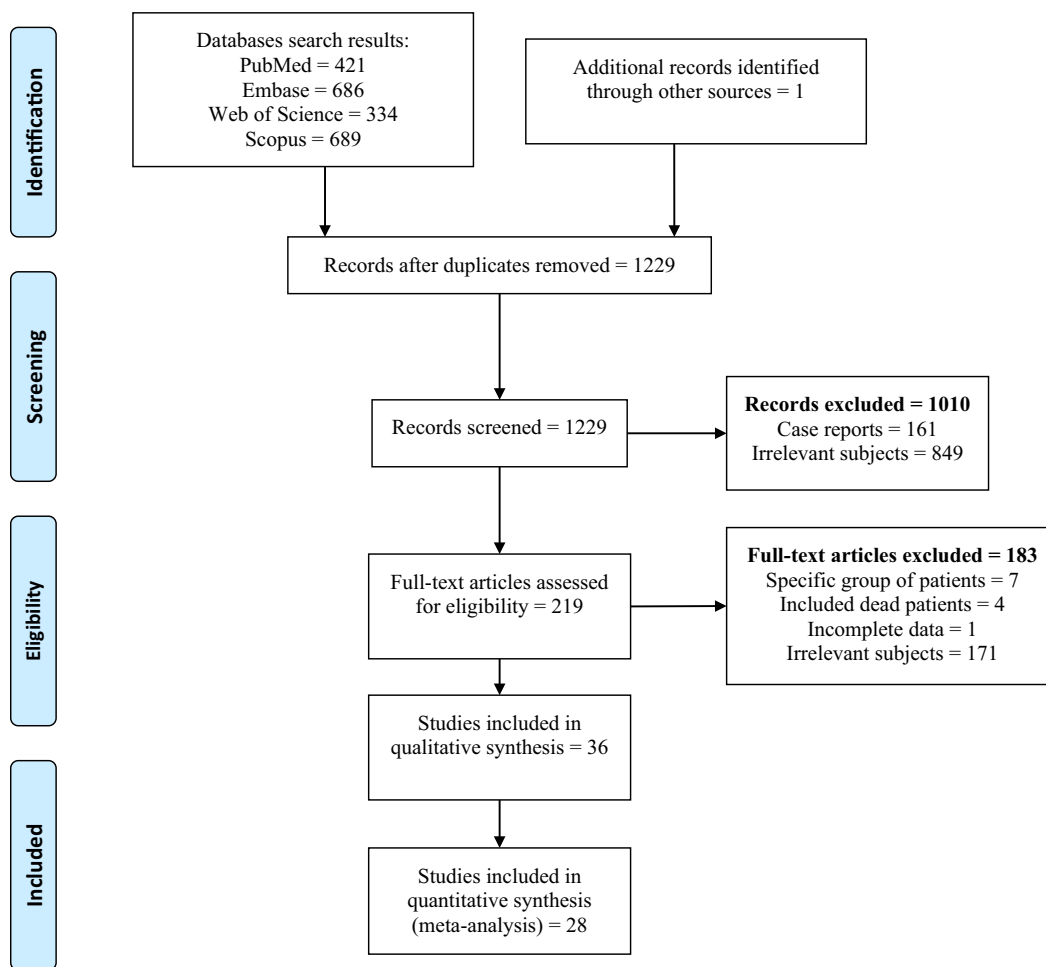 Identification
Databases search results:
PubMed = 421
Embase = 686
Web of Science = 334
Scopus = 689
Additional records identified
through other sources = 1
Records after duplicates removed = 1229
Screening
Records screened = 1229
Records excluded = 1010
Case reports = 161
Irrelevant subjects = 849
Eligibility
Full-text articles assessed
for eligibility = 219
Full-text articles excluded = 183
Specific group of patients = 7
Included dead patients = 4
Incomplete data = 1
Irrelevant subjects = 171
Studies included in
qualitative synthesis = 36
Included
Studies included in
quantitative synthesis
(meta-analysis) = 28